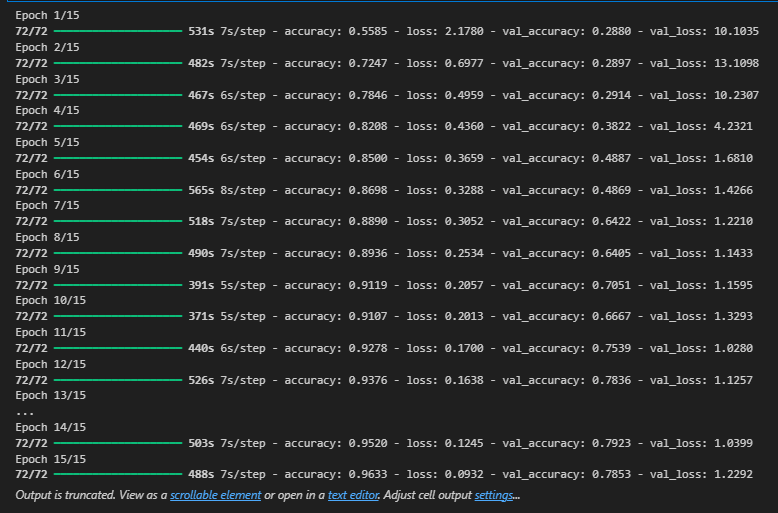 Epoch 1/15
72/72 ━━━━━━━━━━━━━━━━━━━━ 531s 7s/step - accuracy: 0.5585 - loss: 2.1780 - val_accuracy: 0.2880 - val_loss: 10.1035
Epoch 2/15
72/72 ━━━━━━━━━━━━━━━━━━━━ 482s 7s/step - accuracy: 0.7247 - loss: 0.6977 - val_accuracy: 0.2897 - val_loss: 13.1098
Epoch 3/15
72/72 ━━━━━━━━━━━━━━━━━━━━ 467s 6s/step - accuracy: 0.7846 - loss: 0.4959 - val_accuracy: 0.2914 - val_loss: 10.2307
Epoch 4/15
72/72 ━━━━━━━━━━━━━━━━━━━━ 469s 6s/step - accuracy: 0.8208 - loss: 0.4360 - val_accuracy: 0.3822 - val_loss: 4.2321
Epoch 5/15
72/72 ━━━━━━━━━━━━━━━━━━━━ 454s 6s/step - accuracy: 0.8500 - loss: 0.3659 - val_accuracy: 0.4887 - val_loss: 1.6810
Epoch 6/15
72/72 ━━━━━━━━━━━━━━━━━━━━ 565s 8s/step - accuracy: 0.8698 - loss: 0.3288 - val_accuracy: 0.4869 - val_loss: 1.4266
Epoch 7/15
72/72 ━━━━━━━━━━━━━━━━━━━━ 518s 7s/step - accuracy: 0.8890 - loss: 0.3052 - val_accuracy: 0.6422 - val_loss: 1.2210
Epoch 8/15
72/72 ━━━━━━━━━━━━━━━━━━━━ 490s 7s/step - accuracy: 0.8936 - loss: 0.2534 - val_accuracy: 0.6405 - val_loss: 1.1433
Epoch 9/15
72/72 ━━━━━━━━━━━━━━━━━━━━ 391s 5s/step - accuracy: 0.9119 - loss: 0.2057 - val_accuracy: 0.7051 - val_loss: 1.1595
Epoch 10/15
72/72 ━━━━━━━━━━━━━━━━━━━━ 371s 5s/step - accuracy: 0.9107 - loss: 0.2013 - val_accuracy: 0.6667 - val_loss: 1.3293
Epoch 11/15
72/72 ━━━━━━━━━━━━━━━━━━━━ 440s 6s/step - accuracy: 0.9278 - loss: 0.1700 - val_accuracy: 0.7539 - val_loss: 1.0280
Epoch 12/15
72/72 ━━━━━━━━━━━━━━━━━━━━ 526s 7s/step - accuracy: 0.9376 - loss: 0.1638 - val_accuracy: 0.7836 - val_loss: 1.1257
Epoch 13/15
...
Epoch 14/15
72/72 ━━━━━━━━━━━━━━━━━━━━ 503s 7s/step - accuracy: 0.9520 - loss: 0.1245 - val_accuracy: 0.7923 - val_loss: 1.0399
Epoch 15/15
72/72 ━━━━━━━━━━━━━━━━━━━━ 488s 7s/step - accuracy: 0.9633 - loss: 0.0932 - val_accuracy: 0.7853 - val_loss: 1.2292
Output is truncated. View as a scrollable element or open in a text editor. Adjust cell output settings...